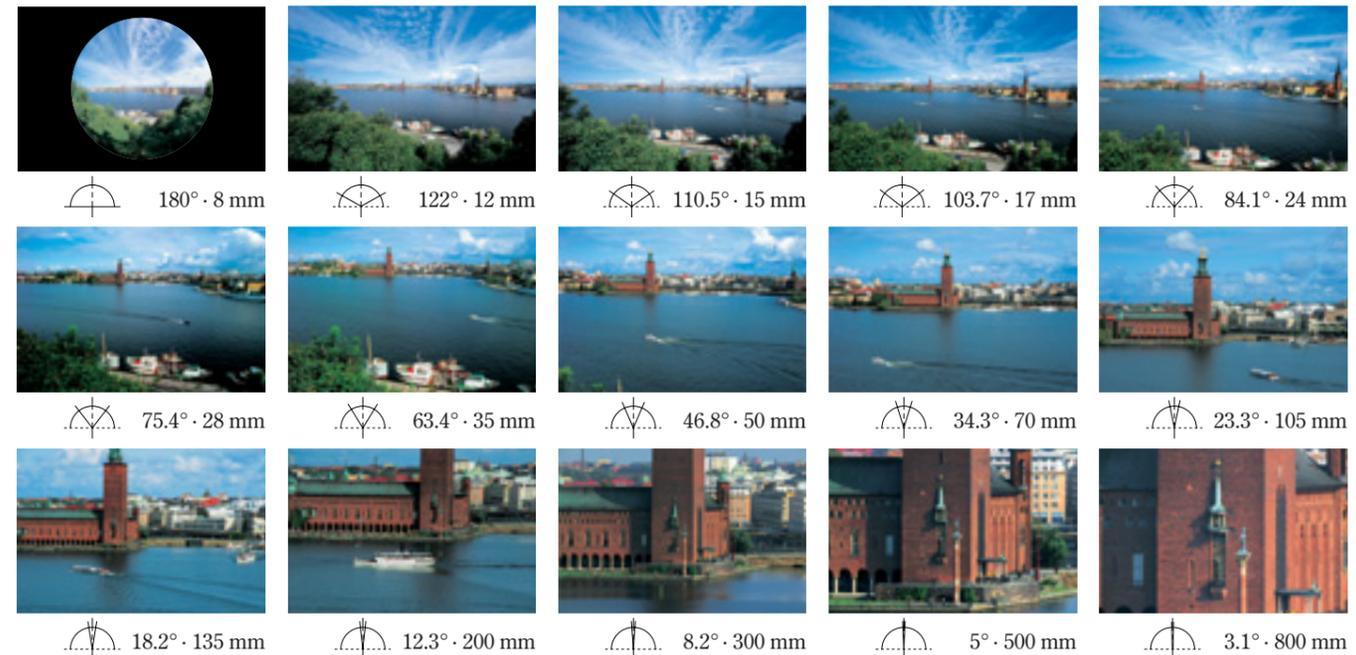 180° · 8 mm
122° · 12 mm
110.5° · 15 mm
103.7° · 17 mm
84.1° · 24 mm
75.4° · 28 mm
63.4° · 35 mm
46.8° · 50 mm
34.3° · 70 mm
23.3° · 105 mm
18.2° · 135 mm
12.3° · 200 mm
8.2° · 300 mm
5° · 500 mm
3.1° · 800 mm